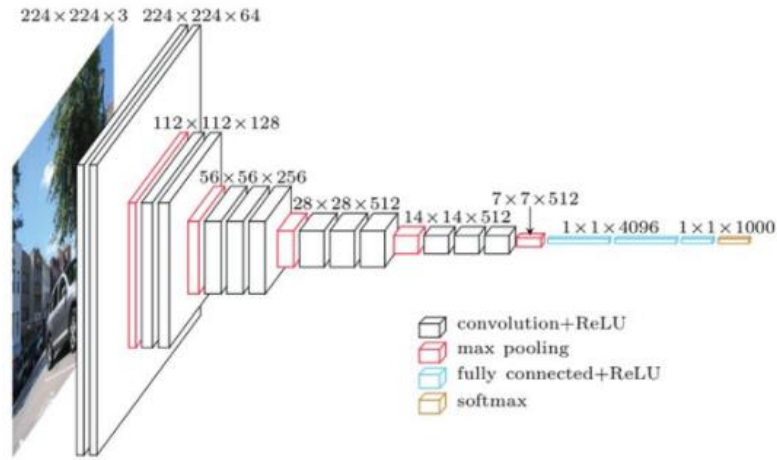 224×224×3
224×224×64
112×112×128
56×56×256
28×28×512
14×14×512
7×7×512
1×1×4096
1×1×1000
convolution+ReLU
max pooling
fully connected+ReLU
softmax